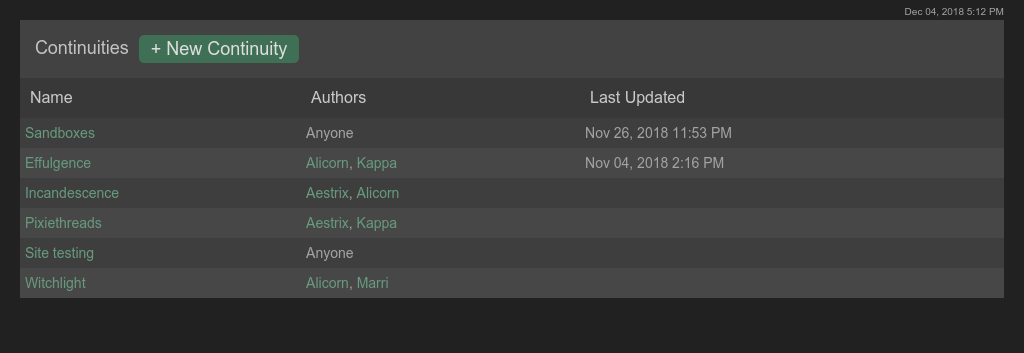 Dec 04, 2018 5:12 PM
Continuities + New Continuity
Name Authors Last Updated
Sandboxes Anyone Nov 26, 2018 11:53 PM
Effulgence Alicorn, Kappa Nov 04, 2018 2:16 PM
Incandescence Aestrix, Alicorn
Pixiethreads Aestrix, Kappa
Site testing Anyone
Witchlight Alicorn, Marri